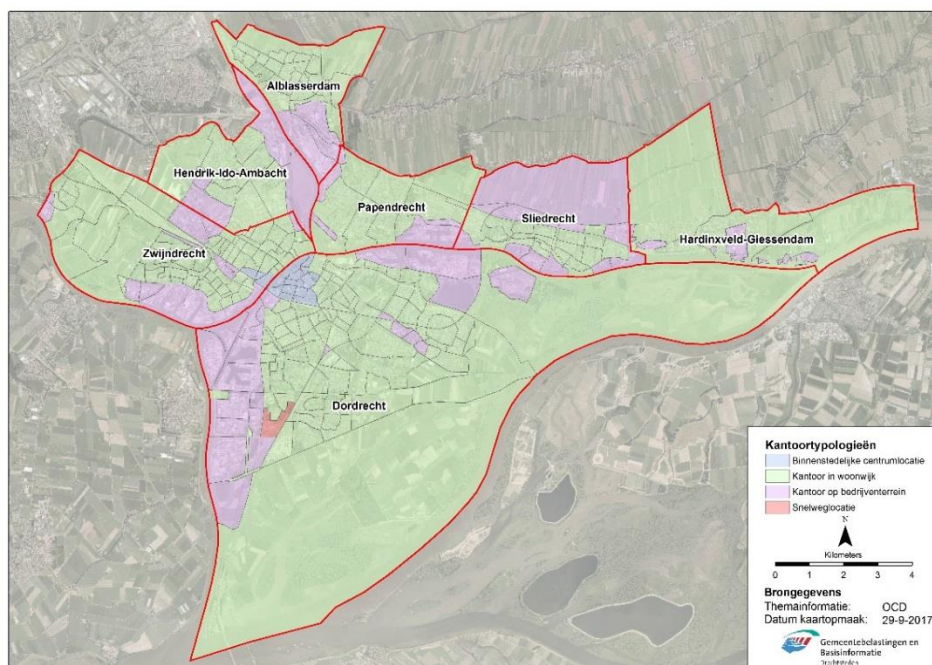 Alblasserdam
Hendrik-Ido-Ambacht
Papendrecht
Sliedrecht
Hardinxveld-Giessendam
Zwijndrecht
Dordrecht
Kantoortypologieën
Binnenstedelijke centrumlocatie
Kantoor in woonwijk
Kantoor op bedrijventerrein
Snelweglocatie
N
Kilometers
0 1 2 3 4
Brongegevens
Themainformatie: OCD
Datum kaartopmaak: 29-9-2017
Gemeentebelastingen en
Basisinformatie
Drechtsteden